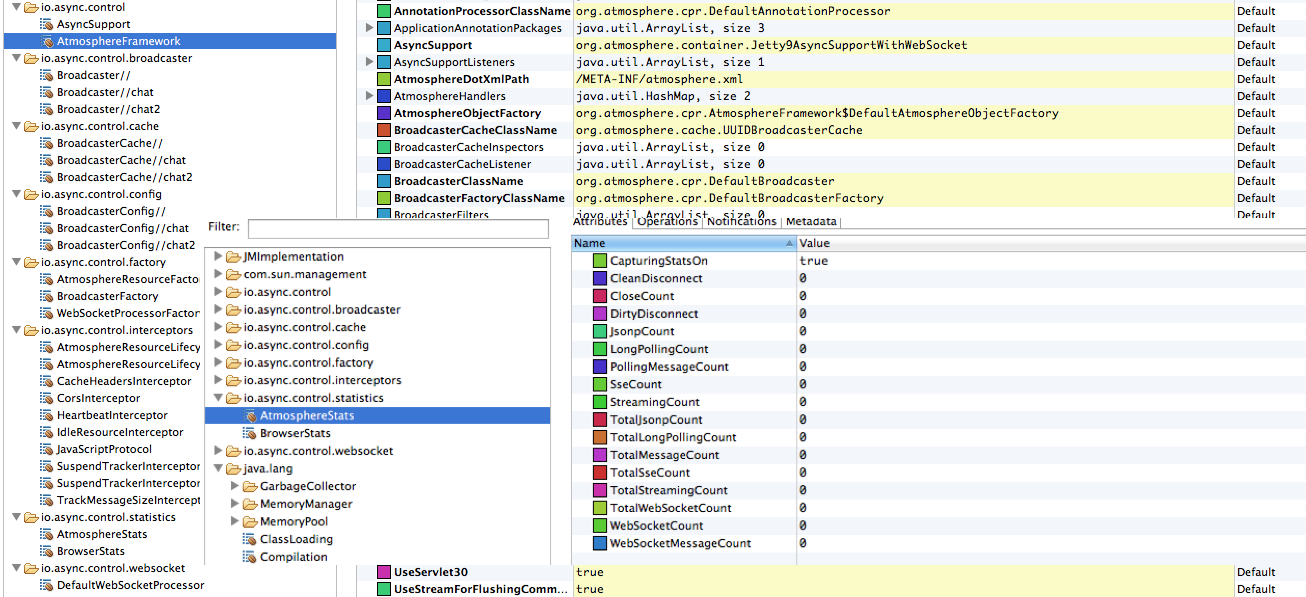 io.async.control
AsyncSupport
AtmosphereFramework
io.async.control.broadcaster
Broadcaster//
Broadcaster//chat
Broadcaster//chat2
io.async.control.cache
BroadcasterCache//
BroadcasterCache//chat
BroadcasterCache//chat2
io.async.control.config
BroadcasterConfig//
BroadcasterConfig//chat
BroadcasterConfig//chat2
io.async.control.factory
AtmosphereResourceFacto
BroadcasterFactory
WebSocketProcessorFactor
io.async.control.interceptors
AtmosphereResourceLifecy
AtmosphereResourceLifecy
CacheHeadersInterceptor
CorsInterceptor
HeartbeatInterceptor
IdleResourceInterceptor
JavaScriptProtocol
SuspendTrackerInterceptor
SuspendTrackerInterceptor
TrackMessageSizeIntercept
io.async.control.statistics
AtmosphereStats
BrowserStats
io.async.control.websocket
DefaultWebSocketProcessor
AnnotationProcessorClassName org.atmosphere.cpr.DefaultAnnotationProcessor Default
ApplicationAnnotationPackages java.util.ArrayList, size 3 Default
AsyncSupport org.atmosphere.container.Jetty9AsyncSupportWithWebSocket Default
AsyncSupportListeners java.util.ArrayList, size 1 Default
AtmosphereDotXmlPath /META-INF/atmosphere.xml Default
AtmosphereHandlers java.util.HashMap, size 2 Default
AtmosphereObjectFactory org.atmosphere.cpr.AtmosphereFramework$DefaultAtmosphereObjectFactory Default
BroadcasterCacheClassName org.atmosphere.cache.UUIDBroadcasterCache Default
BroadcasterCacheInspectors java.util.ArrayList, size 0 Default
BroadcasterCacheListener java.util.ArrayList, size 0 Default
BroadcasterClassName org.atmosphere.cpr.DefaultBroadcaster Default
BroadcasterFactoryClassName org.atmosphere.cpr.DefaultBroadcasterFactory Default
BroadcasterFilters java.util.ArrayList, size 0 Default
Filter:
JMImplementation
com.sun.management
io.async.control
io.async.control.broadcaster
io.async.control.cache
io.async.control.config
io.async.control.factory
io.async.control.interceptors
io.async.control.statistics
AtmosphereStats
BrowserStats
io.async.control.websocket
java.lang
GarbageCollector
MemoryManager
MemoryPool
ClassLoading
Compilation
Attributes Operations Notifications Metadata
Name Value
CapturingStatsOn true
CleanDisconnect 0
CloseCount 0
DirtyDisconnect 0
JsonpCount 0
LongPollingCount 0
PollingMessageCount 0
SseCount 0
StreamingCount 0
TotalJsonpCount 0
TotalLongPollingCount 0
TotalMessageCount 0
TotalSseCount 0
TotalStreamingCount 0
TotalWebSocketCount 0
WebSocketCount 0
WebSocketMessageCount 0
UseServlet30 true Default
UseStreamForFlushingComm... true Default